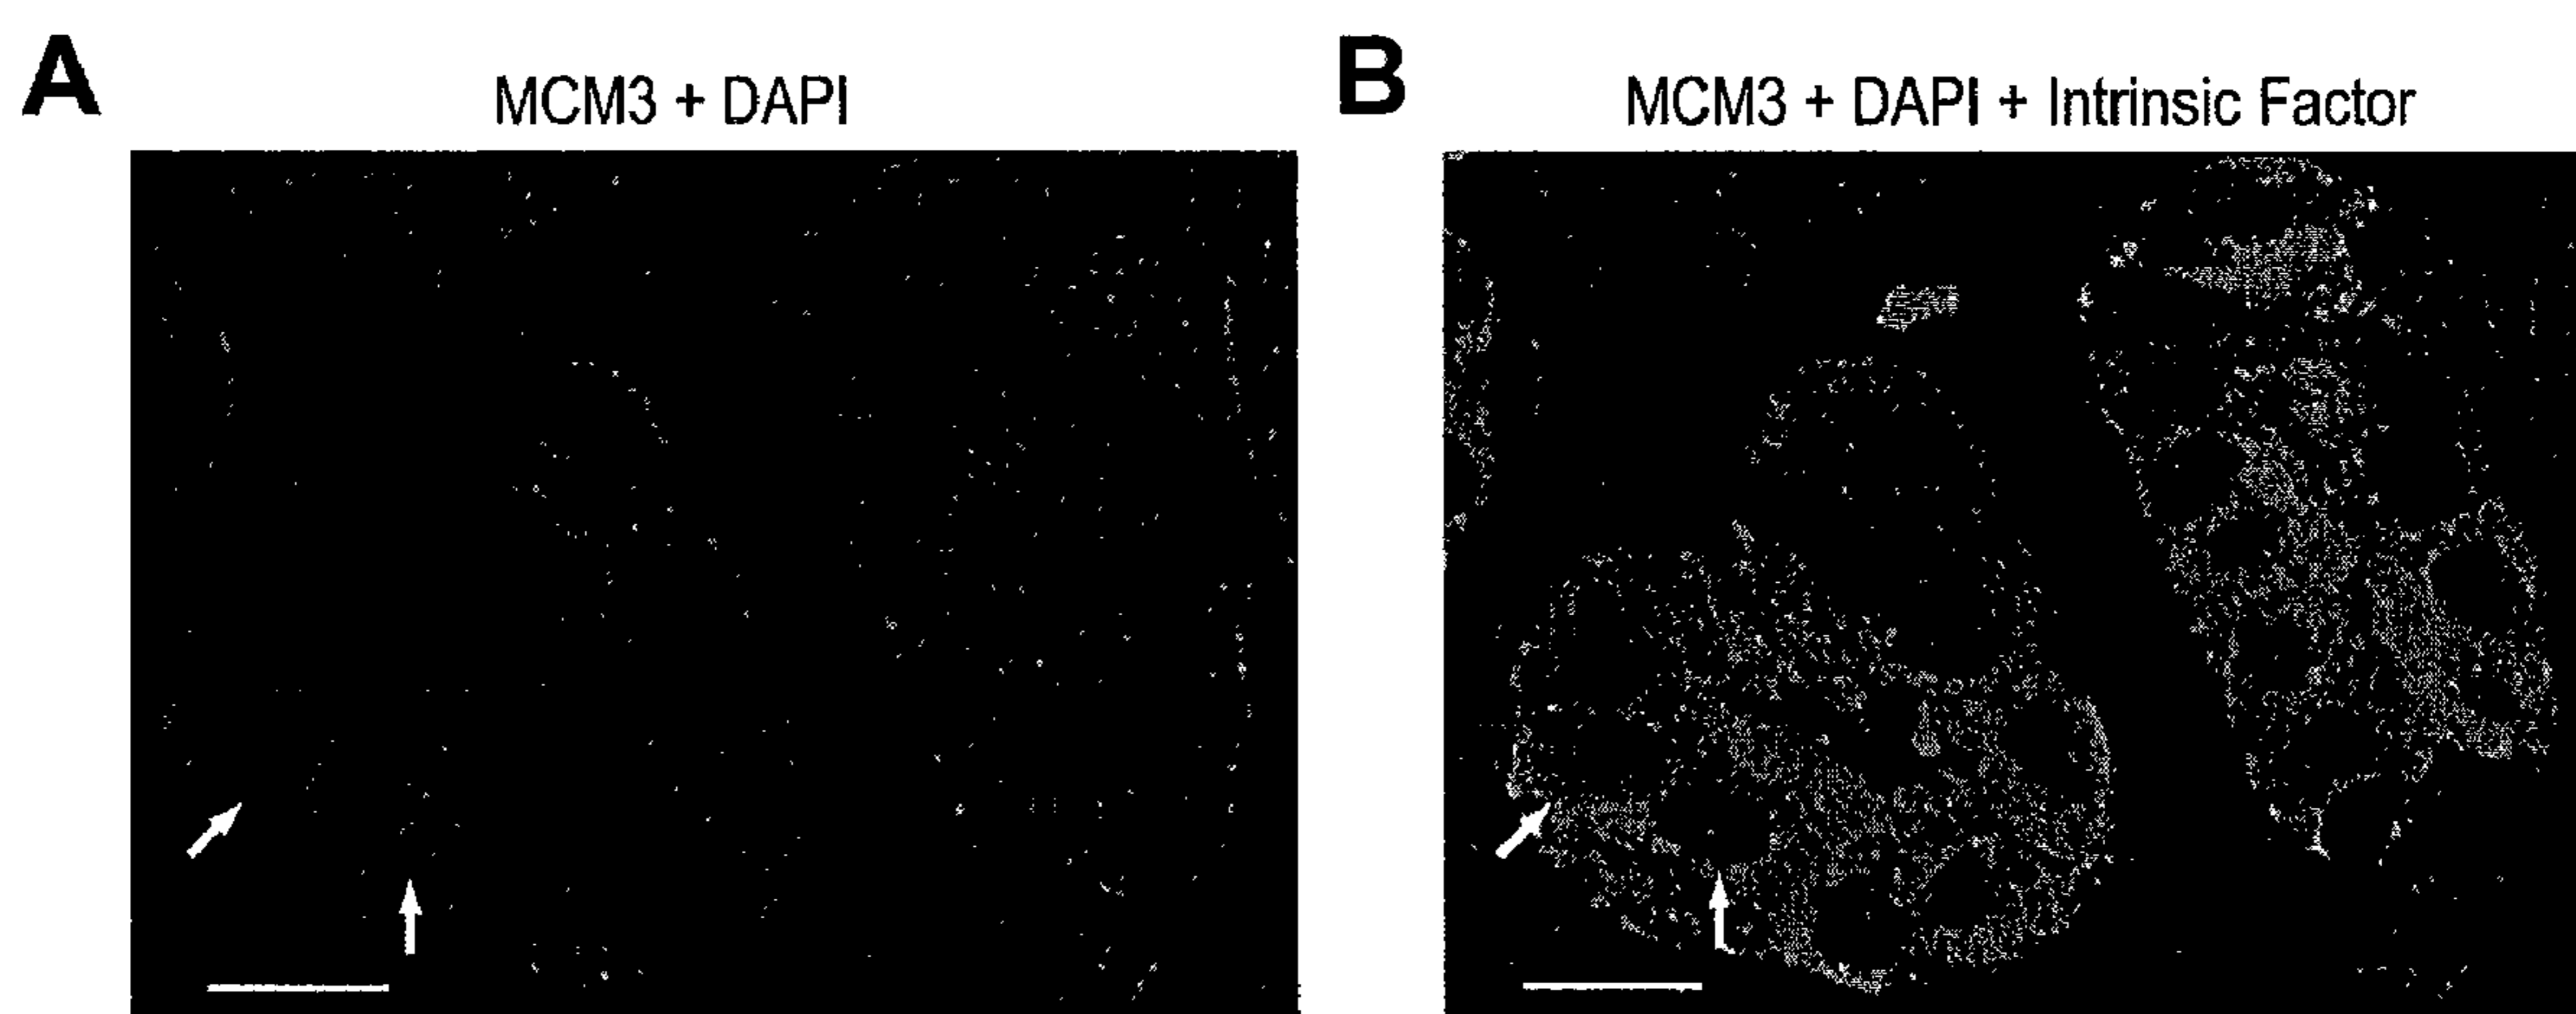 A
MCM3 + DAPI
B
MCM3 + DAPI + Intrinsic Factor